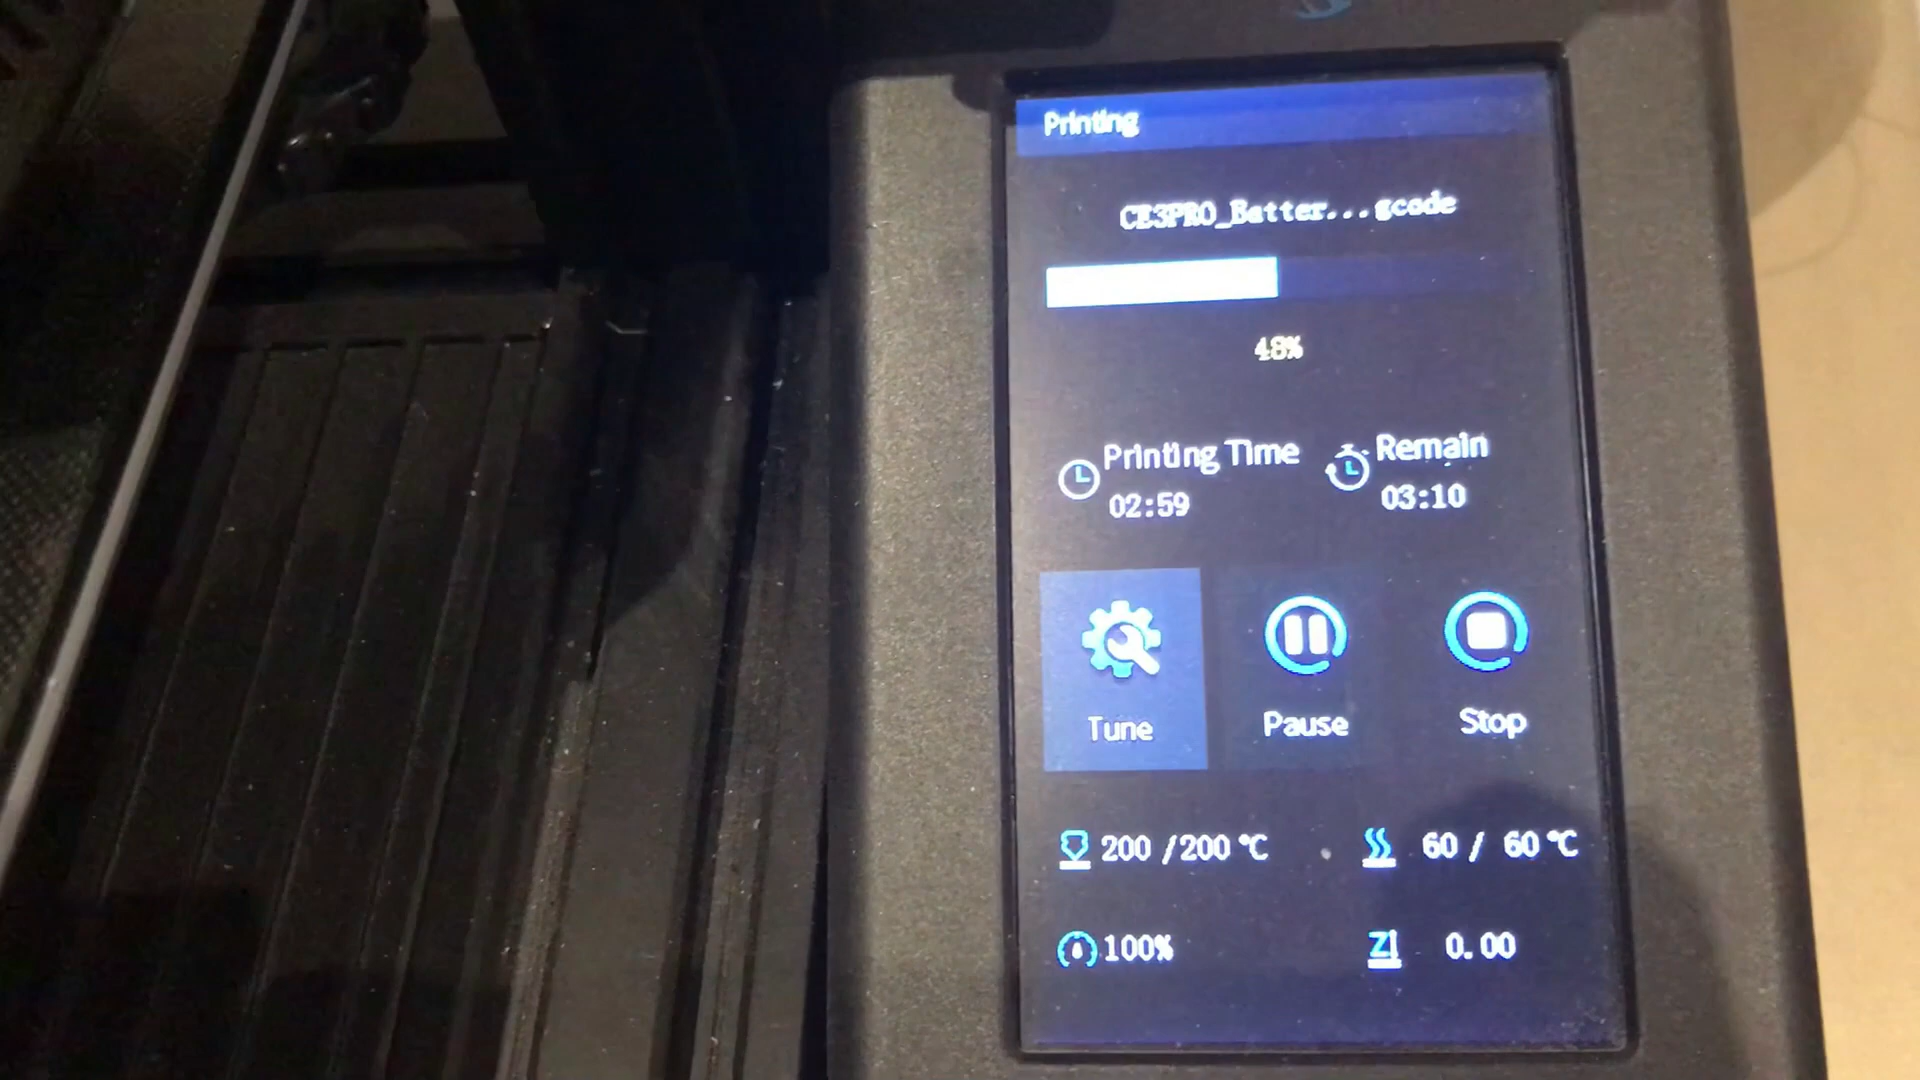 Printing
CE3PRO_Batter...gcode
48%
Printing Time
02:59
Remain
03:10
Tune
Pause
Stop
200 /200 ℃
60 / 60 ℃
100%
0.00